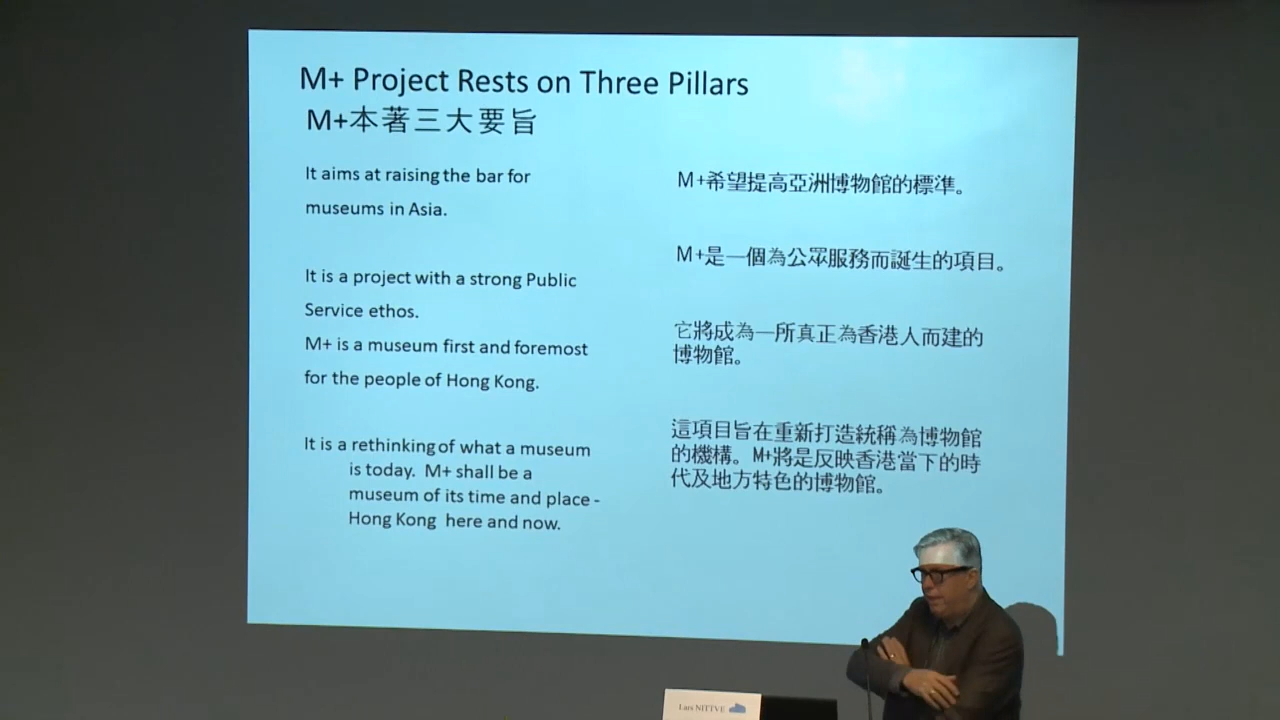 M+ Project Rests on Three Pillars
M+本著三大要旨
It aims at raising the bar for
museums in Asia.
It is a project with a strong Public
Service ethos.
M+ is a museum first and foremost
for the people of Hong Kong.
It is a rethinking of what a museum
is today. M+ shall be a
museum of its time and place -
Hong Kong here and now.
M+希望提高亞洲博物館的標準。
M+是一個為公眾服務而誕生的項目。
它將成為一所真正為香港人而建的
博物館。
這項目旨在重新打造統稱為博物館
的機構。M+將是反映香港當下的時
代及地方特色的博物館。
Lars NITTVE